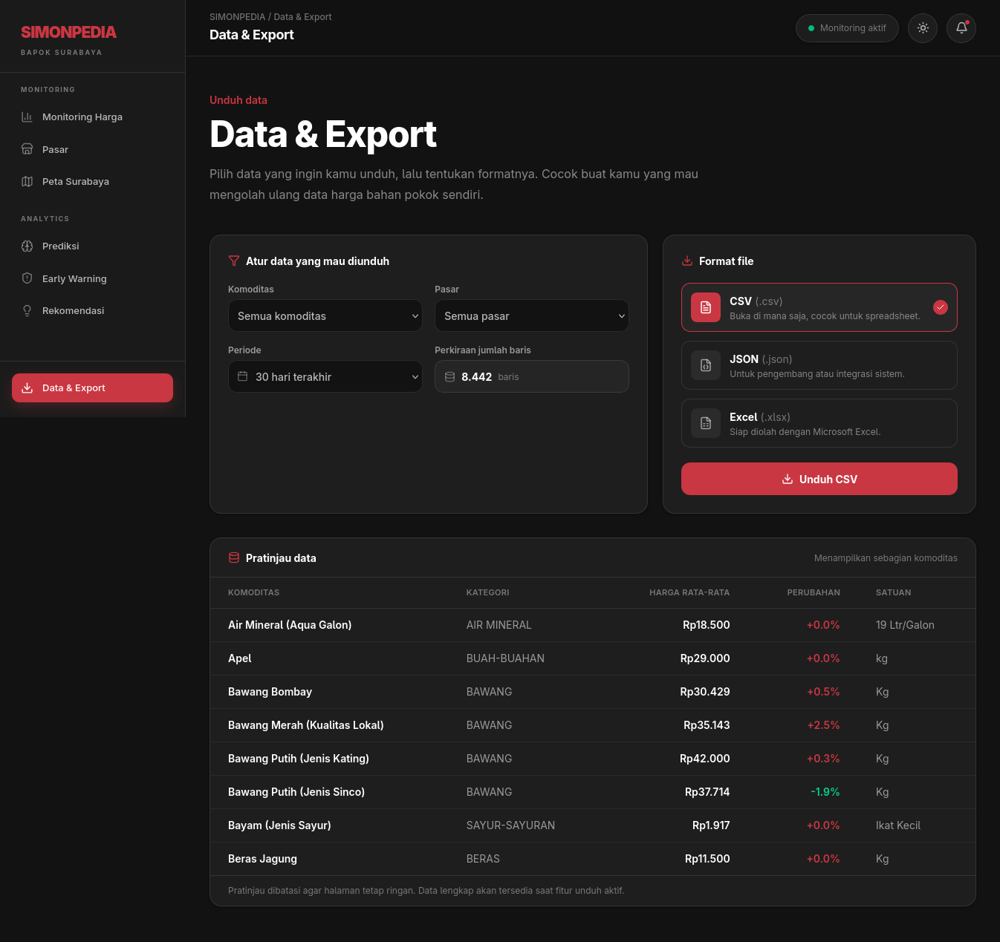 SIMONPEDIA
BAPOK SURABAYA
MONITORING
Monitoring Harga
Pasar
Peta Surabaya
ANALYTICS
Prediksi
Early Warning
Rekomendasi
Data & Export
SIMONPEDIA / Data & Export
Data & Export
Monitoring aktif
Unduh data
Data & Export
Pilih data yang ingin kamu unduh, lalu tentukan formatnya. Cocok buat kamu yang mau
mengolah ulang data harga bahan pokok sendiri.
Atur data yang mau diunduh
Komoditas
Semua komoditas
Pasar
Semua pasar
Periode
30 hari terakhir
Perkiraan jumlah baris
8.442 baris
Format file
CSV (.csv)
Buka di mana saja, cocok untuk spreadsheet.
JSON (.json)
Untuk pengembang atau integrasi sistem.
Excel (.xlsx)
Siap diolah dengan Microsoft Excel.
Unduh CSV
Pratinjau data
Menampilkan sebagian komoditas
KOMODITAS KATEGORI HARGA RATA-RATA PERUBAHAN SATUAN
Air Mineral (Aqua Galon) AIR MINERAL Rp18.500 +0.0% 19 Ltr/Galon
Apel BUAH-BUAHAN Rp29.000 +0.0% kg
Bawang Bombay BAWANG Rp30.429 +0.5% Kg
Bawang Merah (Kualitas Lokal) BAWANG Rp35.143 +2.5% Kg
Bawang Putih (Jenis Kating) BAWANG Rp42.000 +0.3% Kg
Bawang Putih (Jenis Sinco) BAWANG Rp37.714 -1.9% Kg
Bayam (Jenis Sayur) SAYUR-SAYURAN Rp1.917 +0.0% Ikat Kecil
Beras Jagung BERAS Rp11.500 +0.0% Kg
Pratinjau dibatasi agar halaman tetap ringan. Data lengkap akan tersedia saat fitur unduh aktif.